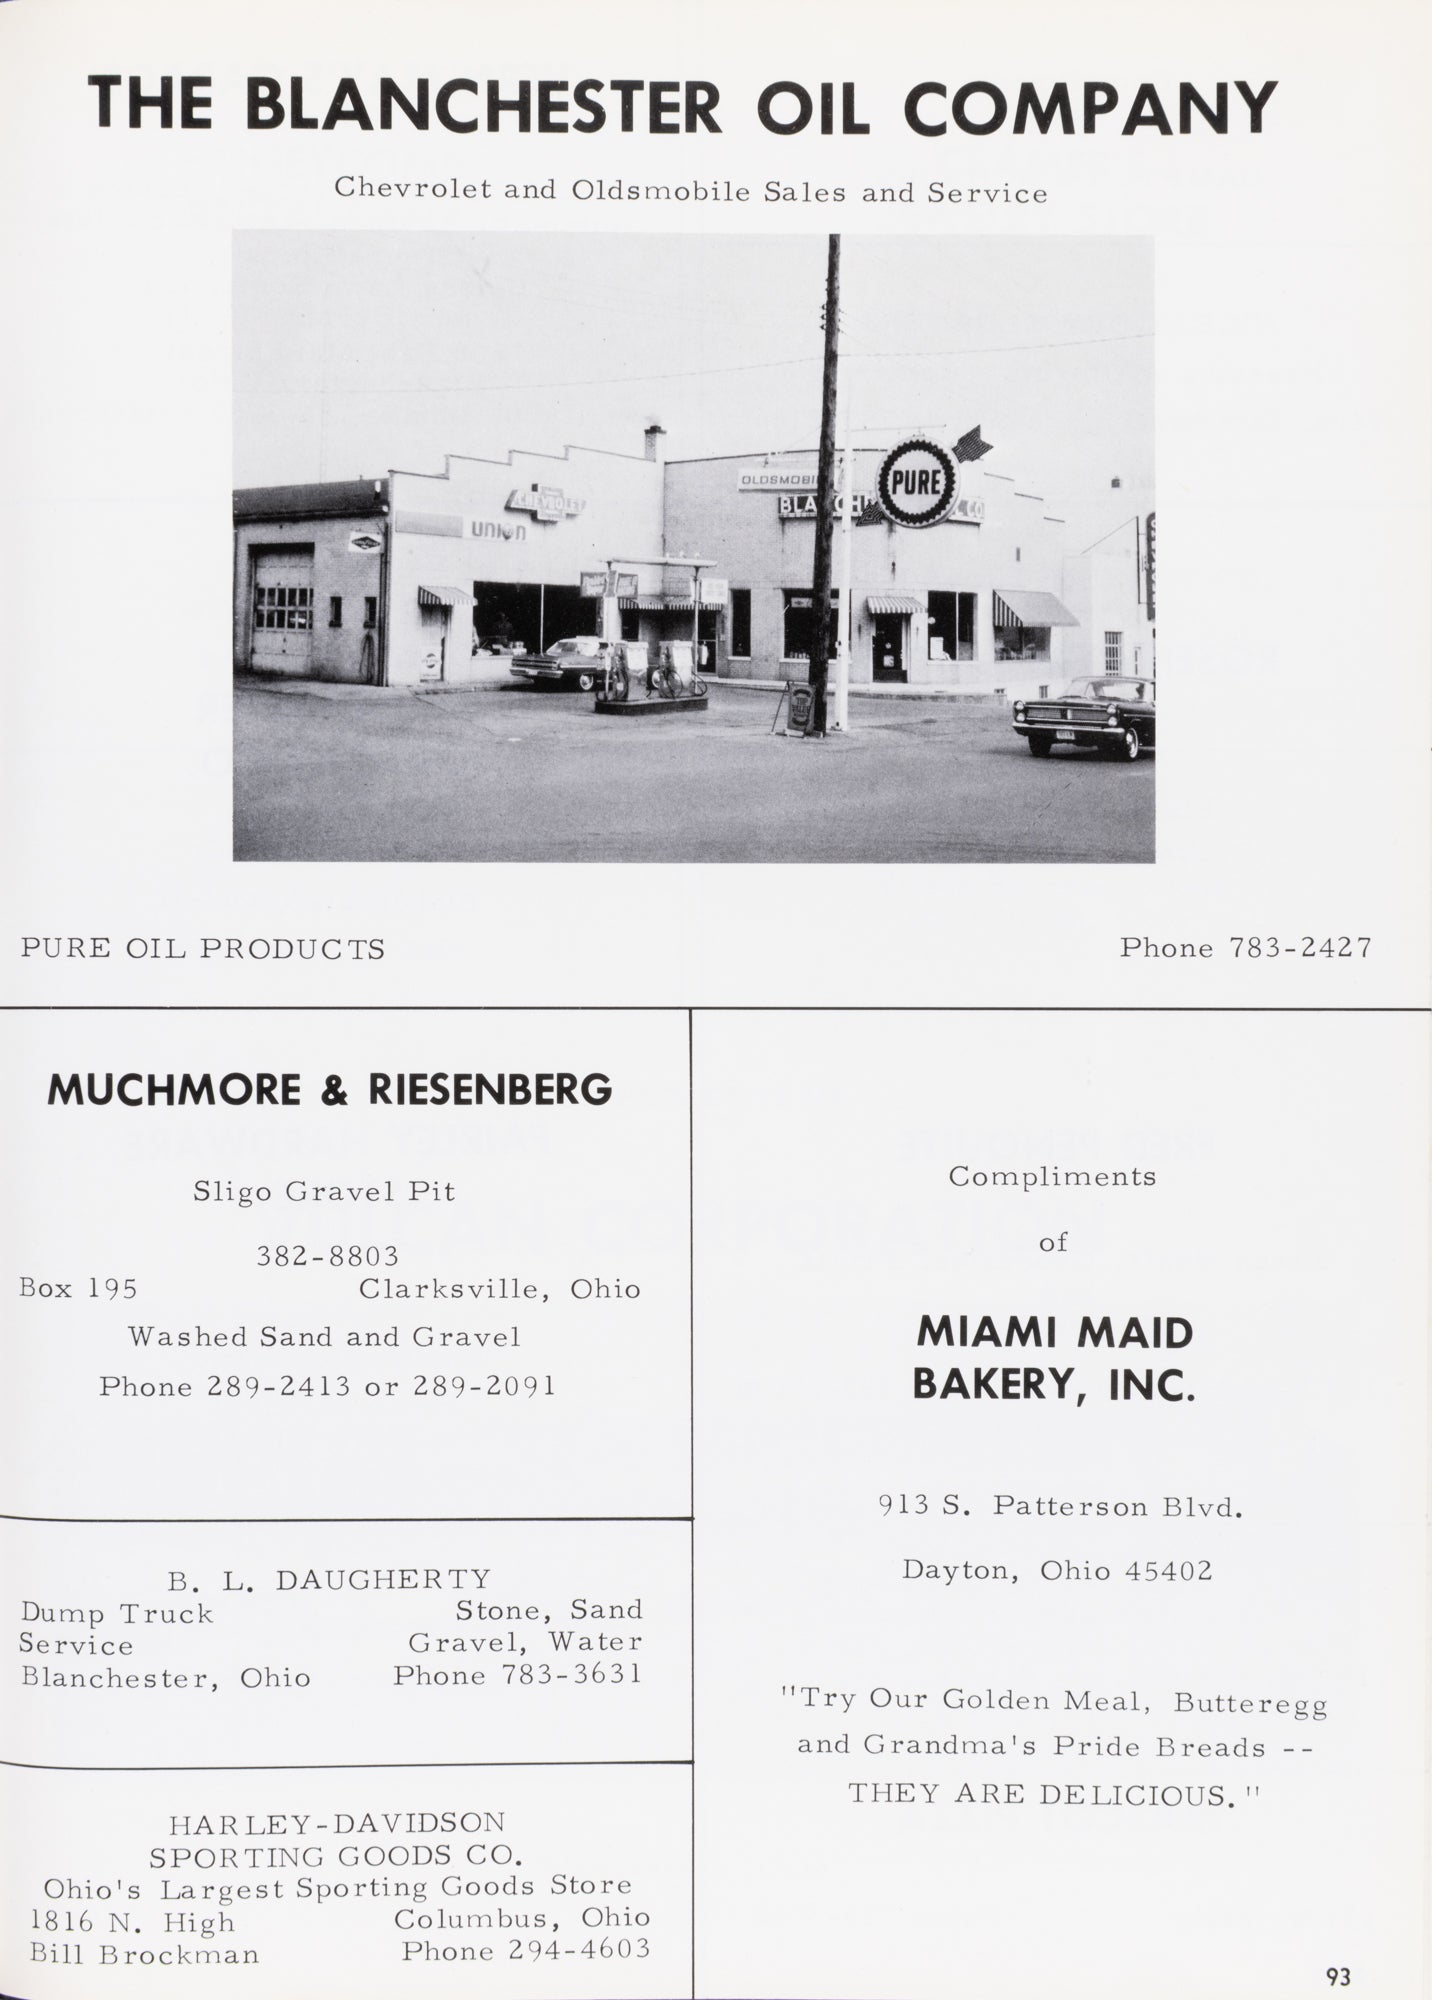 THE BLANCHESTER OIL COMPANY
Chevrolet and Oldsmobile Sales and Service
CHEVROLET
union
OLDSMOBI
BLANCH
CO
PURE
PURE OIL PRODUCTS
Phone 783-2427
MUCHMORE & RIESENBERG
Sligo Gravel Pit
382-8803
Box 195 Clarksville, Ohio
Washed Sand and Gravel
Phone 289-2413 or 289-2091
B. L. DAUGHERTY
Dump Truck Stone, Sand
Service Gravel, Water
Blanchester, Ohio Phone 783-3631
HARLEY-DAVIDSON
SPORTING GOODS CO.
Ohio's Largest Sporting Goods Store
1816 N. High Columbus, Ohio
Bill Brockman Phone 294-4603
Compliments
of
MIAMI MAID
BAKERY, INC.
913 S. Patterson Blvd.
Dayton, Ohio 45402
"Try Our Golden Meal, Butteregg
and Grandma's Pride Breads --
THEY ARE DELICIOUS."
93